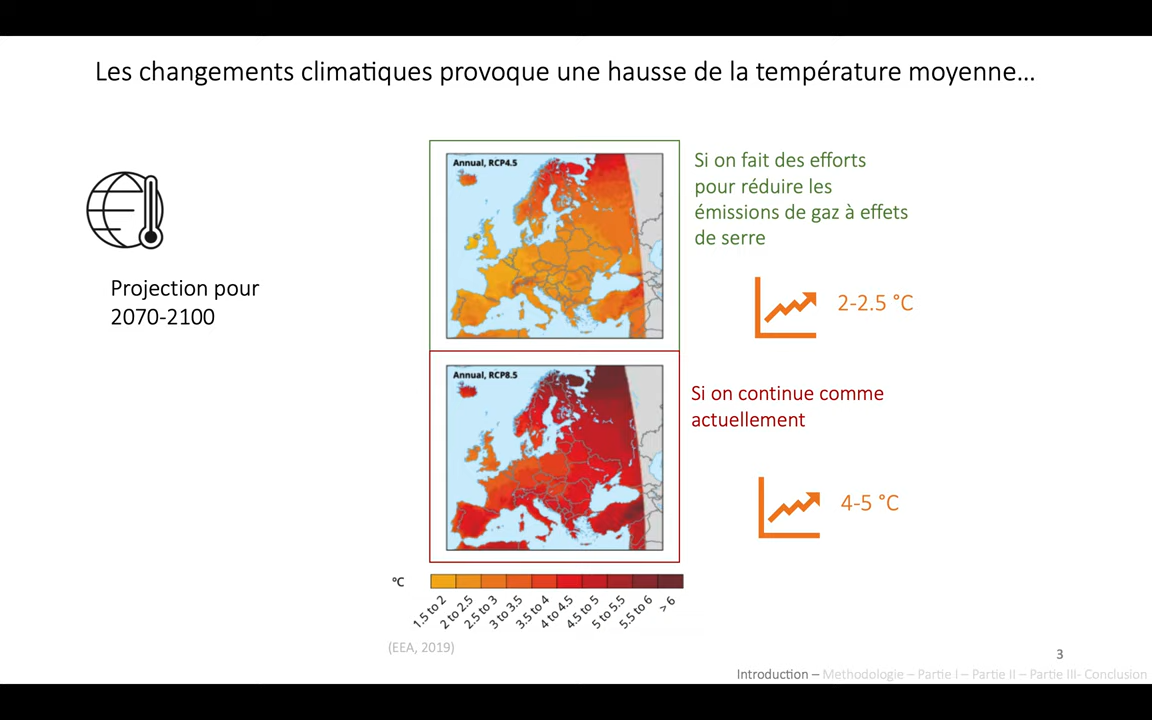 Les changements climatiques provoque une hausse de la température moyenne...
Projection pour
2070-2100
Annual, RCP4.5
Si on fait des efforts
pour réduire les
émissions de gaz à effets
de serre
2-2.5 °C
Annual, RCP8.5
Si on continue comme
actuellement
4-5 °C
°C
1.5 to 2
2 to 2.5
2.5 to 3
3 to 3.5
3.5 to 4
4 to 4.5
4.5 to 5
5 to 5.5
5.5 to 6
> 6
(EEA, 2019)
3
Introduction – Methodologie – Partie I – Partie II – Partie III- Conclusion